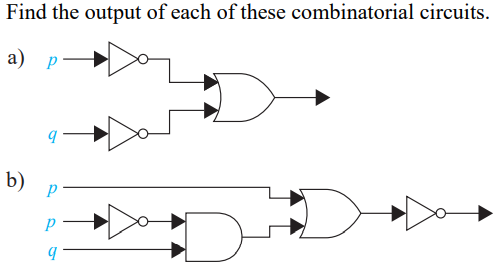 Find the output of each of these combinatorial circuits.
a) p
q
b) p
p
q